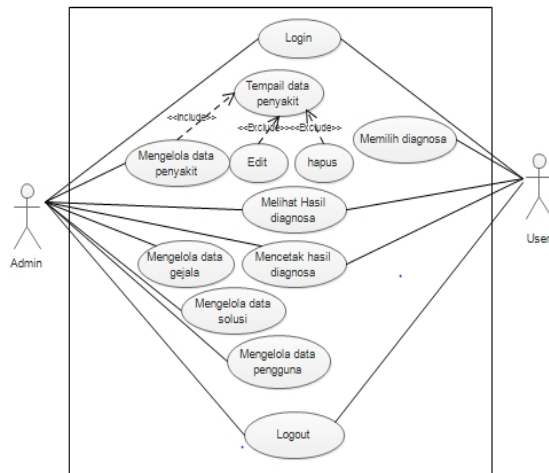 Login
Tempail data
penyakit
<<Include>>
<<Exclude>><<Exclude>>
Memilih diagnosa
Mengelola data
penyakit
Edit
hapus
Melihat Hasil
diagnosa
Admin
User
Mengelola data
gejala
Mencetak hasil
diagnosa
Mengelola data
solusi
Mengelola data
pengguna
Logout